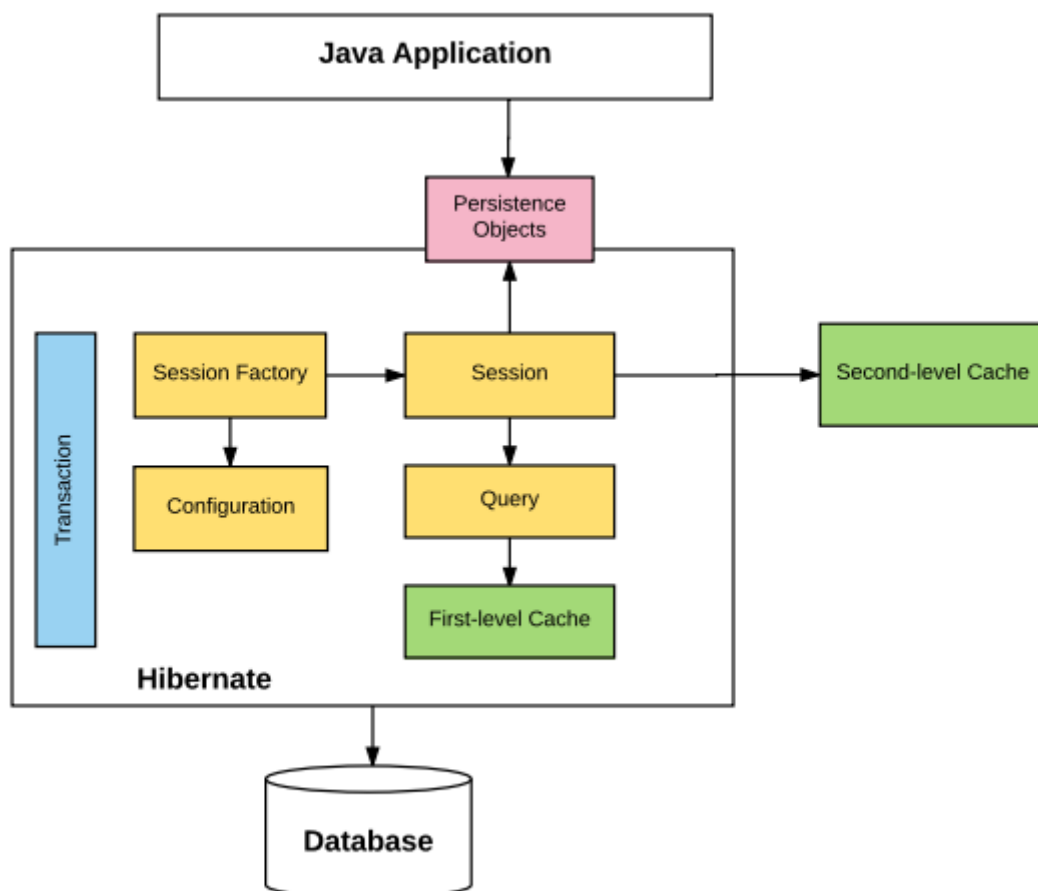 Java Application
Persistence
Objects
Session Factory
Session
Second-level Cache
Transaction
Configuration
Query
First-level Cache
Hibernate
Database